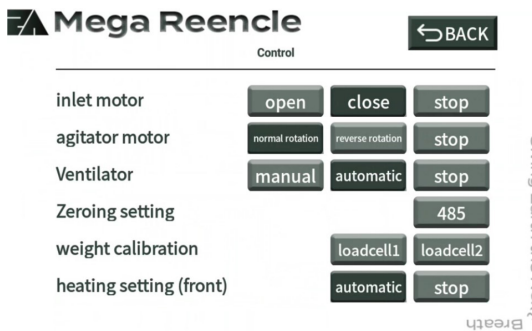 Mega Reencle
BACK
Control
inlet motor open close stop
agitator motor normal rotation reverse rotation stop
Ventilator manual automatic stop
Zeroing setting 485
weight calibration loadcell1 loadcell2
heating setting (front) automatic stop
Breath